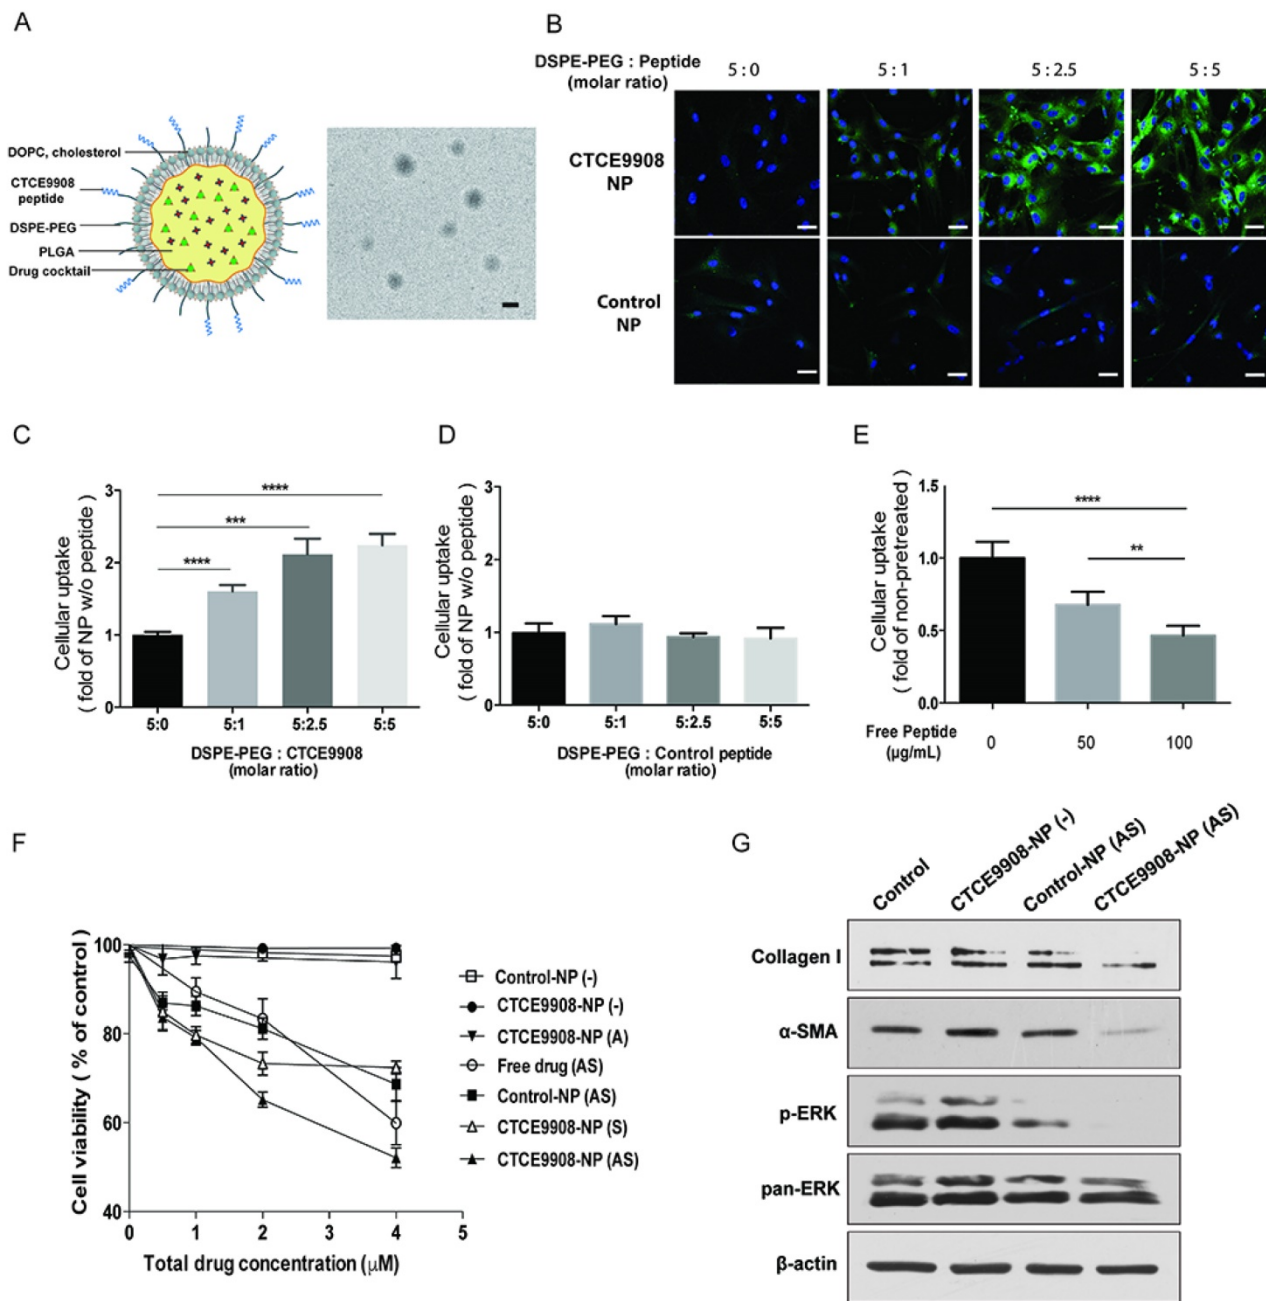 A
DOPC, cholesterol
CTCE9908
peptide
DSPE-PEG
PLGA
Drug cocktail
B
DSPE-PEG : Peptide
(molar ratio)
5 : 0
5 : 1
5 : 2.5
5 : 5
CTCE9908
NP
Control
NP
C
Cellular uptake
( fold of NP w/o peptide )
3
2
1
0
****
***
****
5:0
5:1
5:2.5
5:5
DSPE-PEG : CTCE9908
(molar ratio)
D
Cellular uptake
( fold of NP w/o peptide )
3
2
1
0
5:0
5:1
5:2.5
5:5
DSPE-PEG : Control peptide
(molar ratio)
E
Cellular uptake
( fold of non-pretreated )
1.5
1.0
0.5
0.0
****
**
Free Peptide
(µg/mL)
0
50
100
F
Cell viability ( % of control )
100
80
60
40
0
1
2
3
4
5
Total drug concentration (µM)
Control-NP (-)
CTCE9908-NP (-)
CTCE9908-NP (A)
Free drug (AS)
Control-NP (AS)
CTCE9908-NP (S)
CTCE9908-NP (AS)
G
Control
CTCE9908-NP (-)
Control-NP (AS)
CTCE9908-NP (AS)
Collagen I
α-SMA
p-ERK
pan-ERK
β-actin